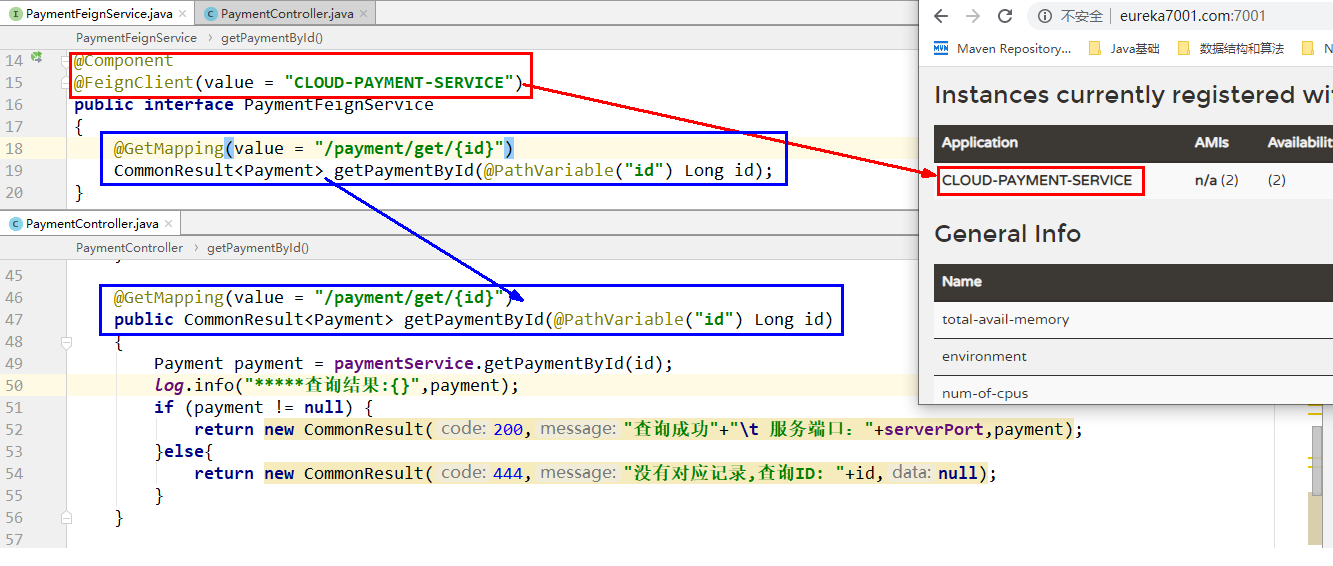 PaymentFeignService.java
PaymentController.java
PaymentFeignService
getPaymentById()
14 @Component
15 @FeignClient(value = "CLOUD-PAYMENT-SERVICE")
16 public interface PaymentFeignService
17 {
18 @GetMapping(value = "/payment/get/{id}")
19 CommonResult<Payment> getPaymentById(@PathVariable("id") Long id);
20 }
PaymentController.java
PaymentController
getPaymentById()
45
46 @GetMapping(value = "/payment/get/{id}")
47 public CommonResult<Payment> getPaymentById(@PathVariable("id") Long id)
48 {
49 Payment payment = paymentService.getPaymentById(id);
50 log.info("*****查询结果:{}",payment);
51 if (payment != null) {
52 return new CommonResult( code: 200, message: "查询成功"+"\t 服务端口: "+serverPort,payment);
53 }else{
54 return new CommonResult( code: 444, message: "没有对应记录,查询ID: "+id, data: null);
55 }
56 }
57
不安全 | eureka7001.com:7001
Maven Repository... Java基础 数据结构和算法 N
Instances currently registered wi
Application AMIs Availabilit
CLOUD-PAYMENT-SERVICE n/a (2) (2)
General Info
Name
total-avail-memory
environment
num-of-cpus